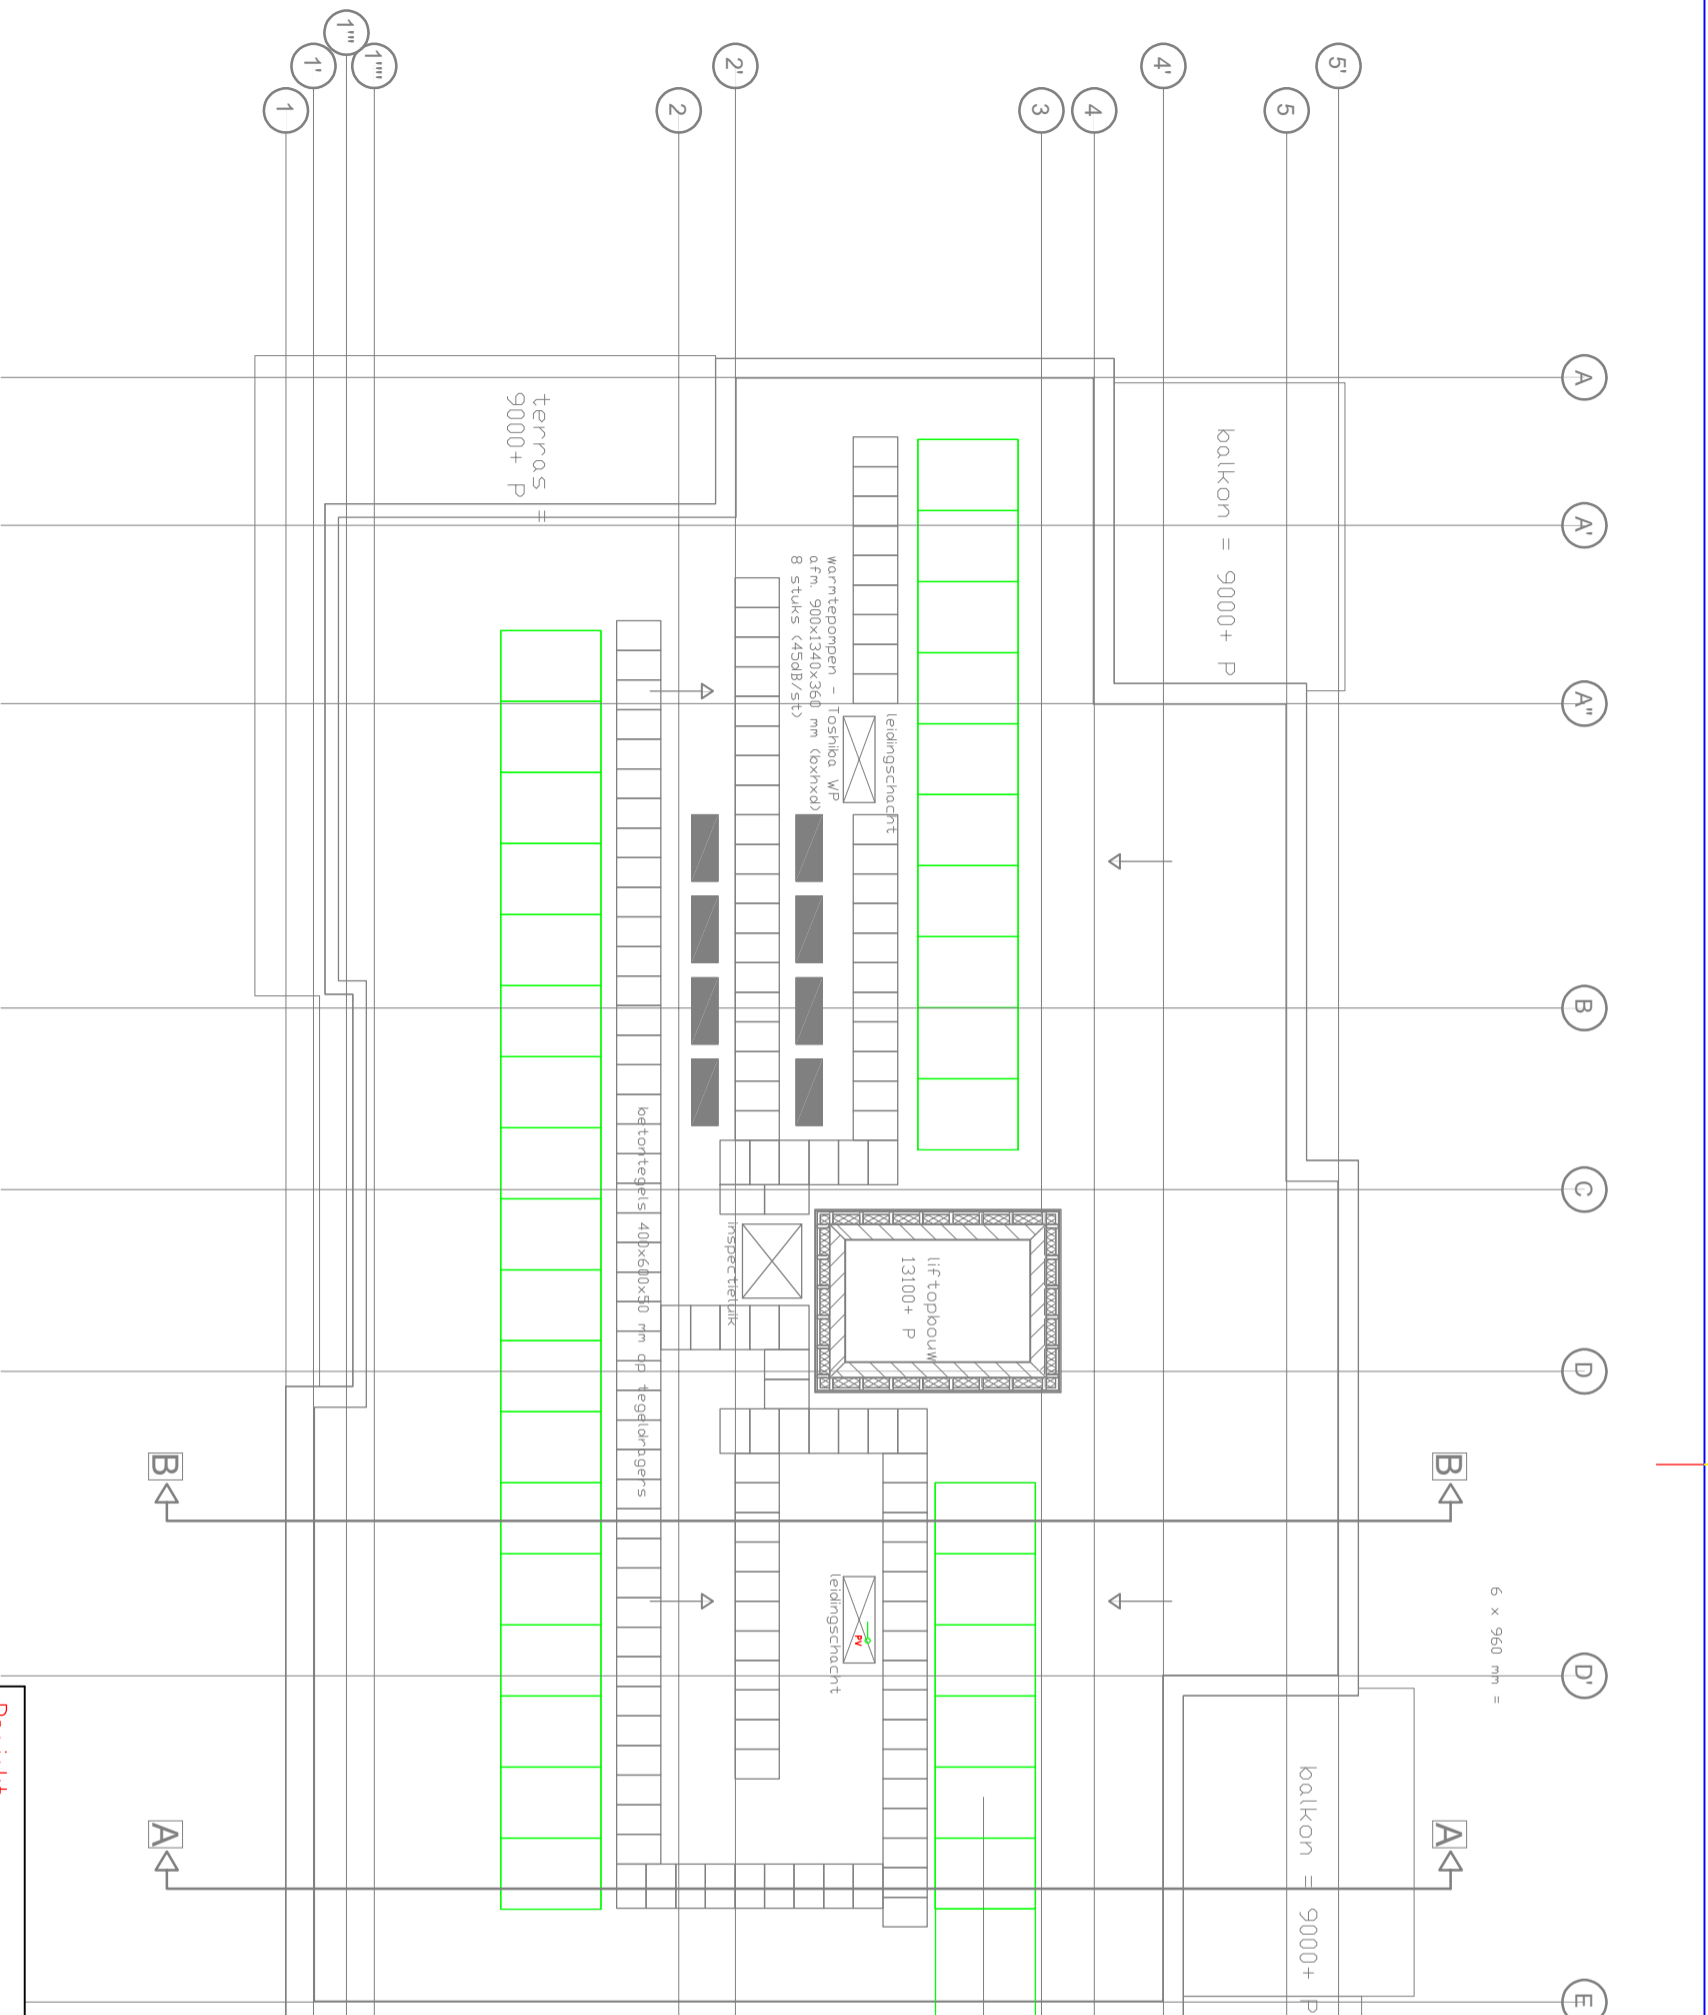 A
A'
A"
B
C
D
D'
E
5'
5
4'
4
3
2'
2
1""
1'"
1'
1
balkon = 9000+ P
6 x 960 mm =
balkon = 9000+ P
leidingschacht
warmtepompen - Toshiba WP
afm. 900x1340x360 mm (bxhxd)
8 stuks (45dB/st)
liftopbouw
13100+ P
leidingschacht
PV
inspectieluik
betontegels 400x600x50 mm op tegeldragers
terras =
9000+ P
B
A
B
A